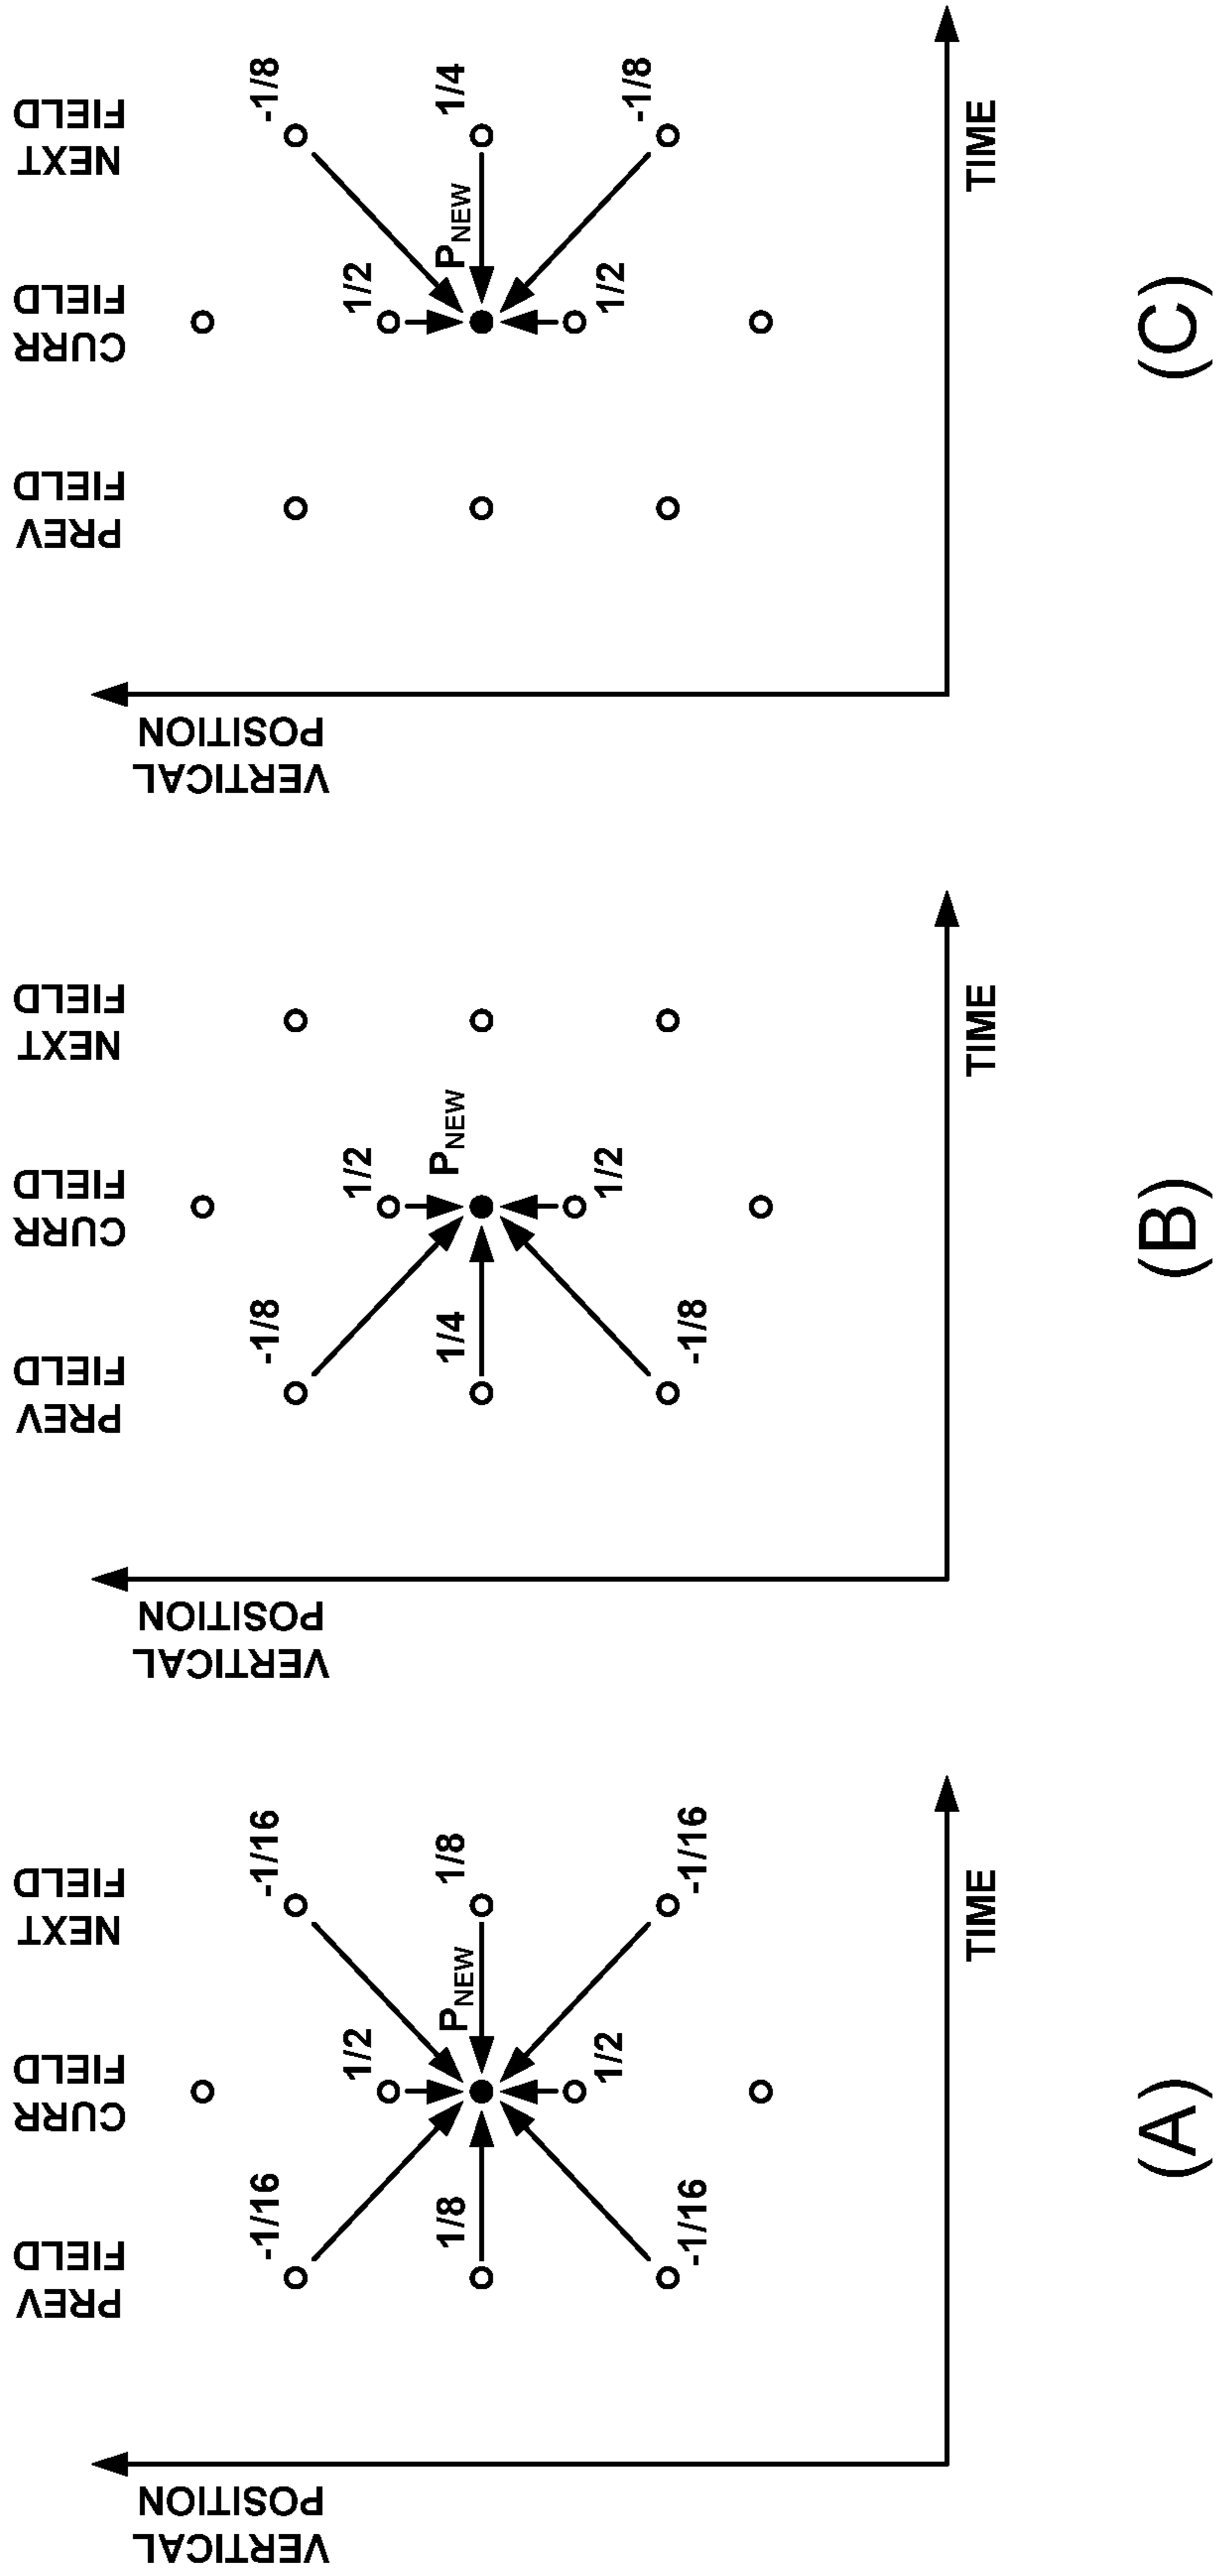 PREV
FIELD
CURR
FIELD
NEXT
FIELD
-1/16
-1/16
1/2
1/8
PNEW
1/8
1/2
-1/16
-1/16
VERTICAL
POSITION
TIME
(A)
PREV
FIELD
CURR
FIELD
NEXT
FIELD
-1/8
1/2
1/4
PNEW
1/2
-1/8
VERTICAL
POSITION
TIME
(B)
PREV
FIELD
CURR
FIELD
NEXT
FIELD
-1/8
1/2
PNEW
1/4
1/2
-1/8
VERTICAL
POSITION
TIME
(C)